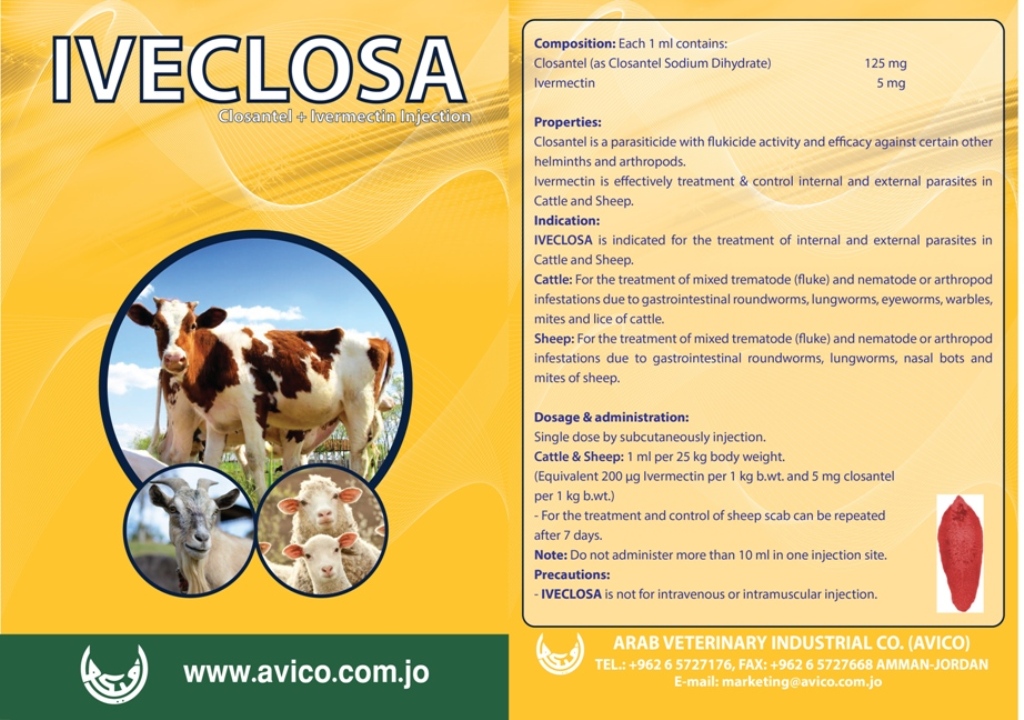 IVECLOSA
Closantel + Ivermectin Injection
www.avico.com.jo
Composition: Each 1 ml contains:
Closantel (as Closantel Sodium Dihydrate) 125 mg
Ivermectin 5 mg
Properties:
Closantel is a parasiticide with flukicide activity and efficacy against certain other
helminths and arthropods.
Ivermectin is effectively treatment & control internal and external parasites in
Cattle and Sheep.
Indication:
IVECLOSA is indicated for the treatment of internal and external parasites in
Cattle and Sheep.
Cattle: For the treatment of mixed trematode (fluke) and nematode or arthropod
infestations due to gastrointestinal roundworms, lungworms, eyeworms, warbles,
mites and lice of cattle.
Sheep: For the treatment of mixed trematode (fluke) and nematode or arthropod
infestations due to gastrointestinal roundworms, lungworms, nasal bots and
mites of sheep.
Dosage & administration:
Single dose by subcutaneously injection.
Cattle & Sheep: 1 ml per 25 kg body weight.
(Equivalent 200 µg Ivermectin per 1 kg b.wt. and 5 mg closantel
per 1 kg b.wt.)
- For the treatment and control of sheep scab can be repeated
after 7 days.
Note: Do not administer more than 10 ml in one injection site.
Precautions:
- IVECLOSA is not for intravenous or intramuscular injection.
ARAB VETERINARY INDUSTRIAL CO. (AVICO)
TEL.: +962 6 5727176, FAX: +962 6 5727668 AMMAN-JORDAN
E-mail: marketing@avico.com.jo